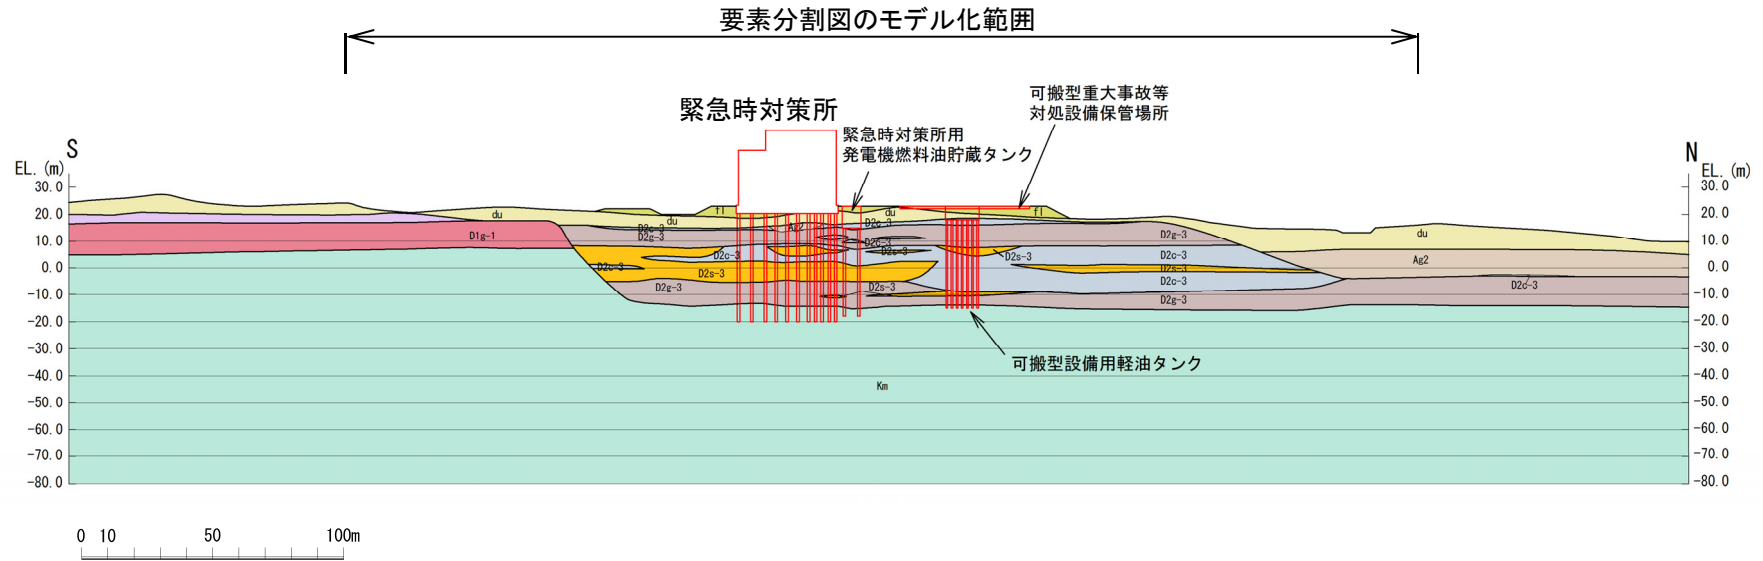 要素分割図のモデル化範囲
緊急時対策所
可搬型重大事故等
対処設備保管場所
緊急時対策所用
発電機燃料油貯蔵タンク
S
N
EL. (m)
EL. (m)
30.0
20.0
10.0
0.0
-10.0
-20.0
-30.0
-40.0
-50.0
-60.0
-70.0
-80.0
30.0
20.0
10.0
0.0
-10.0
-20.0
-30.0
-40.0
-50.0
-60.0
-70.0
-80.0
du
du
du
fl
fl
du
D2c-3
D2g-3
D1g-1
Ag2
D2c-3
D2c-3
D2s-3
D2c-3
D2c-3
D2s-3
D2g-3
D2s-3
D2s-3
D2g-3
D2c-3
D2s-3
D2c-3
D2g-3
Ag2
D2c-3
可搬型設備用軽油タンク
Km
0 10 50 100m